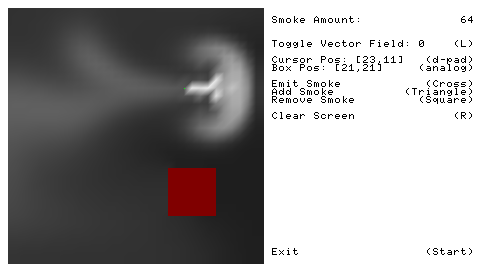 Smoke Amount: 64
Toggle Vector Field: 0 (L)
Cursor Pos: [23,11] (d-pad)
Box Pos: [21,21] (analog)
Emit Smoke (Cross)
Add Smoke (Triangle)
Remove Smoke (Square)
Clear Screen (R)
Exit (Start)